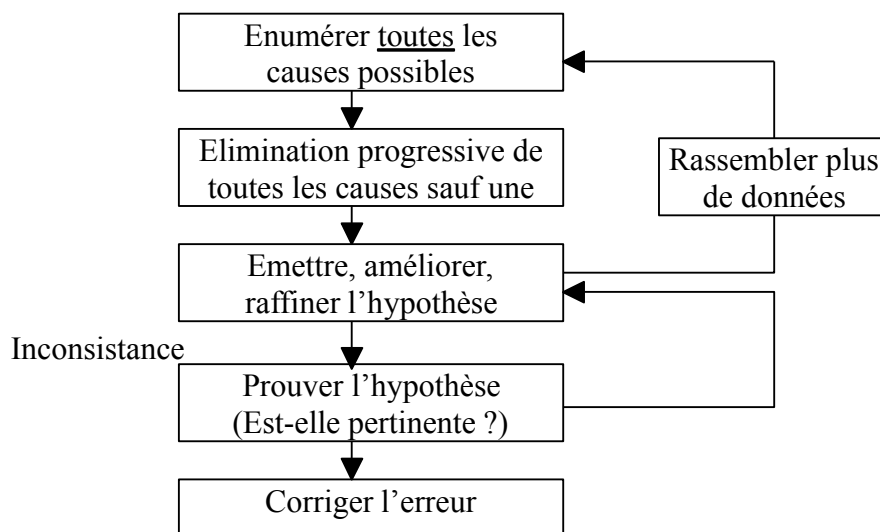 Enumérer toutes les
causes possibles
Elimination progressive de
toutes les causes sauf une
Rassembler plus
de données
Emettre, améliorer,
raffiner l’hypothèse
Inconsistance
Prouver l’hypothèse
(Est-elle pertinente ?)
Corriger l’erreur